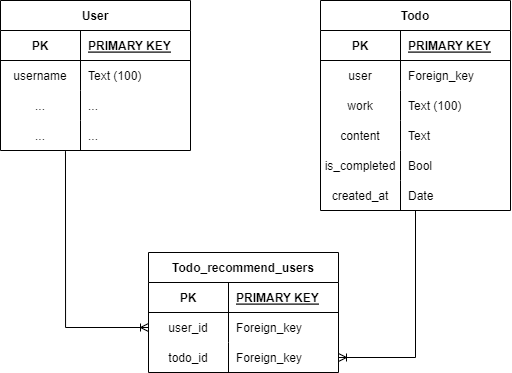 User
PK PRIMARY KEY
username Text (100)
... ...
... ...
Todo
PK PRIMARY KEY
user Foreign_key
work Text (100)
content Text
is_completed Bool
created_at Date
Todo_recommend_users
PK PRIMARY KEY
user_id Foreign_key
todo_id Foreign_key